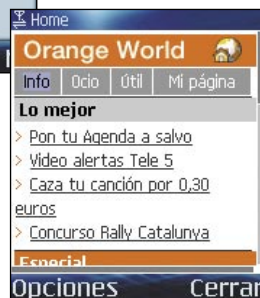 Home
Orange World
Info Ocio Útil Mi página
Lo mejor
> Pon tu Agenda a salvo
> Video alertas Tele 5
> Caza tu canción por 0,30
euros
> Concurso Rally Catalunya
Especial
Opciones Cerrar